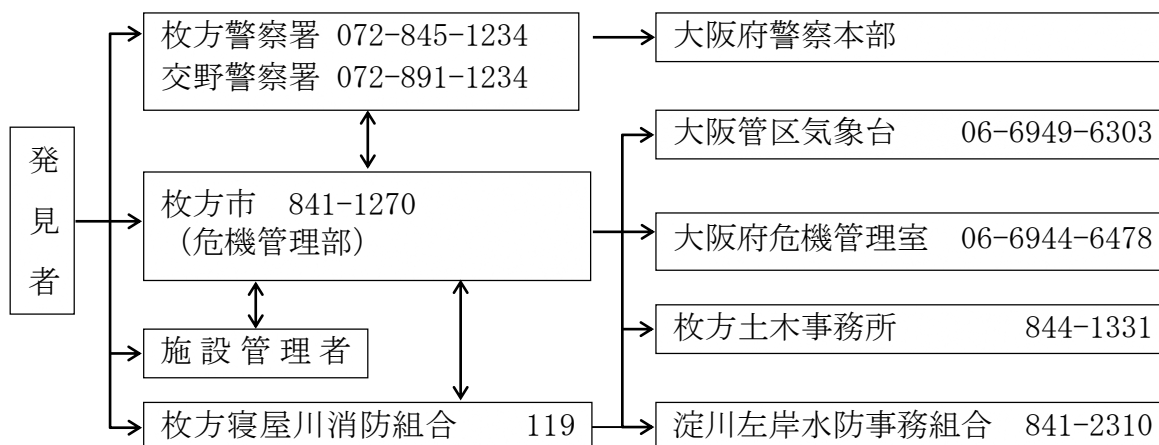 発見者
枚方警察署 072-845-1234
交野警察署 072-891-1234
枚方市 841-1270
（危機管理部）
施設管理者
枚方寝屋川消防組合 119
大阪府警察本部
大阪管区気象台 06-6949-6303
大阪府危機管理室 06-6944-6478
枚方土木事務所 844-1331
淀川左岸水防事務組合 841-2310